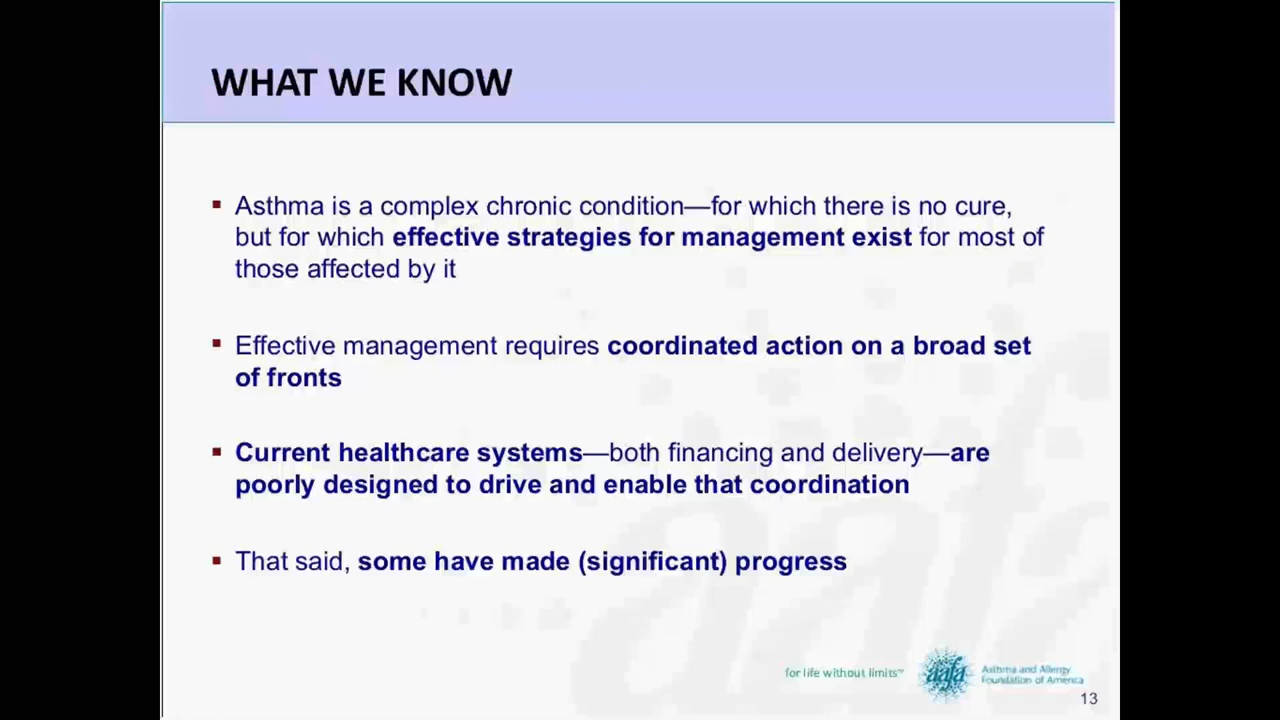 WHAT WE KNOW
▪ Asthma is a complex chronic condition—for which there is no cure,
but for which effective strategies for management exist for most of
those affected by it
▪ Effective management requires coordinated action on a broad set
of fronts
▪ Current healthcare systems—both financing and delivery—are
poorly designed to drive and enable that coordination
▪ That said, some have made (significant) progress
for life without limits™
aafa
Asthma and Allergy
Foundation of America
13